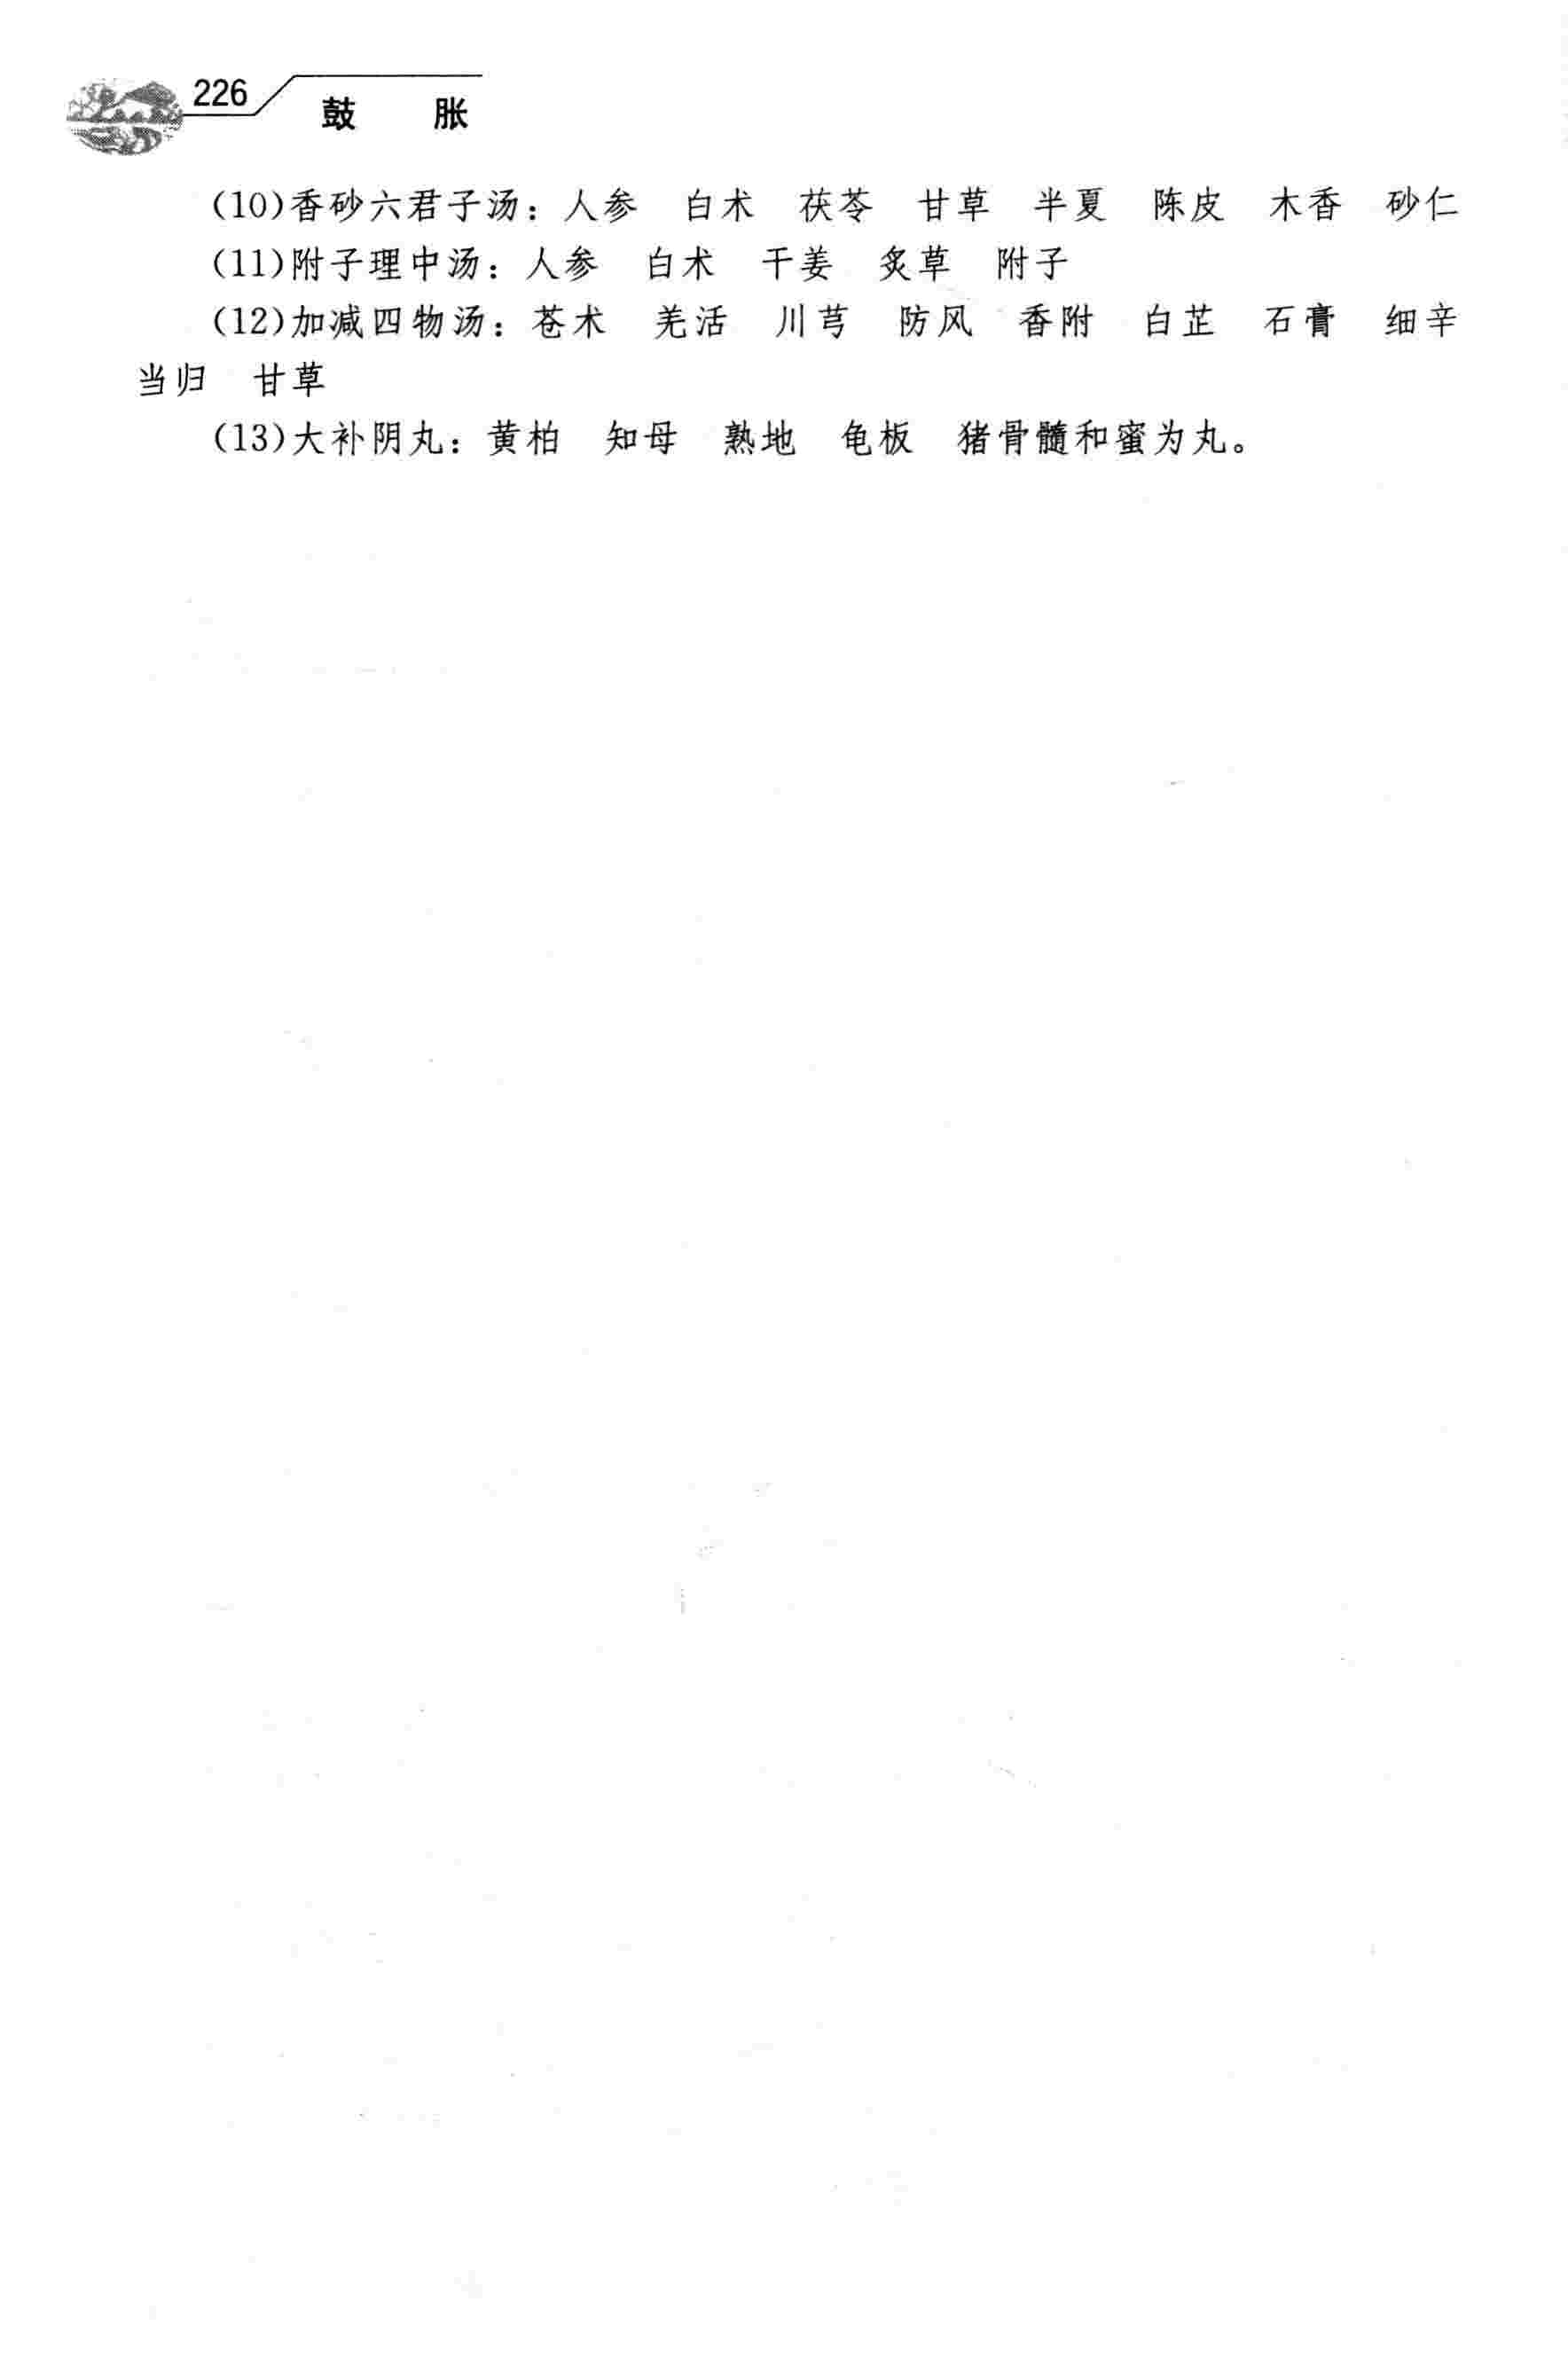 226
鼓　胀
(10)香砂六君子汤：人参　白术　茯苓　甘草　半夏　陈皮　木香　砂仁
(11)附子理中汤：人参　白术　干姜　炙草　附子
(12)加减四物汤：苍术　羌活　川芎　防风　香附　白芷　石膏　细辛
当归　甘草
(13)大补阴丸：黄柏　知母　熟地　龟板　猪骨髓和蜜为丸。